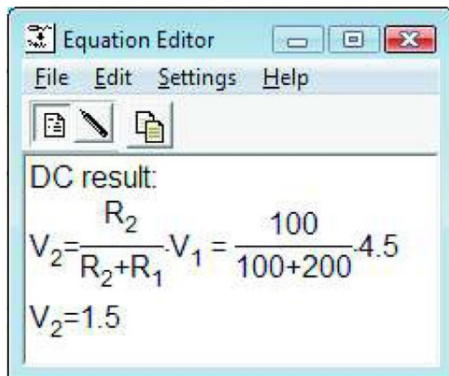 Equation Editor
File Edit Settings Help
DC result:
V₂=R₂/(R₂+R₁)·V₁ = 100/(100+200)·4.5
V₂=1.5